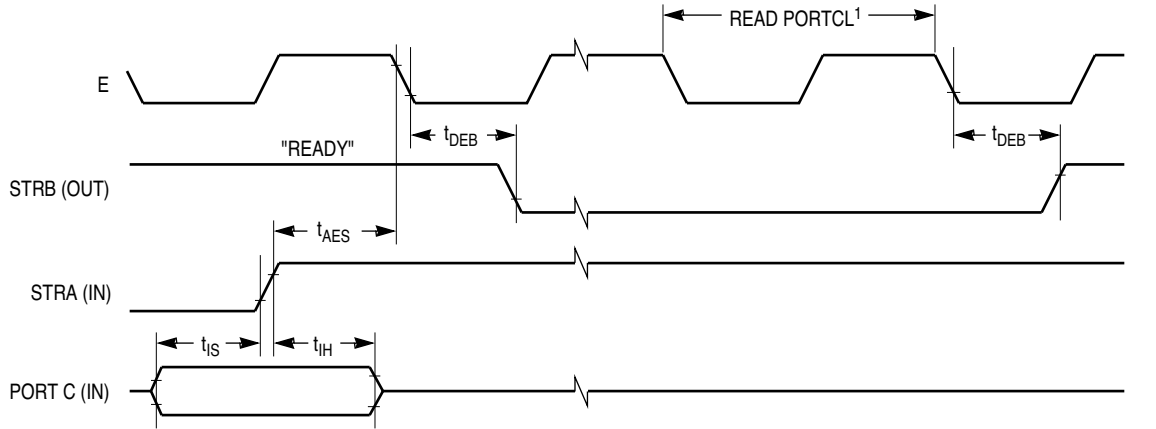 READ PORTCL1
E
tDEB
tDEB
"READY"
STRB (OUT)
tAES
STRA (IN)
tIS
tIH
PORT C (IN)